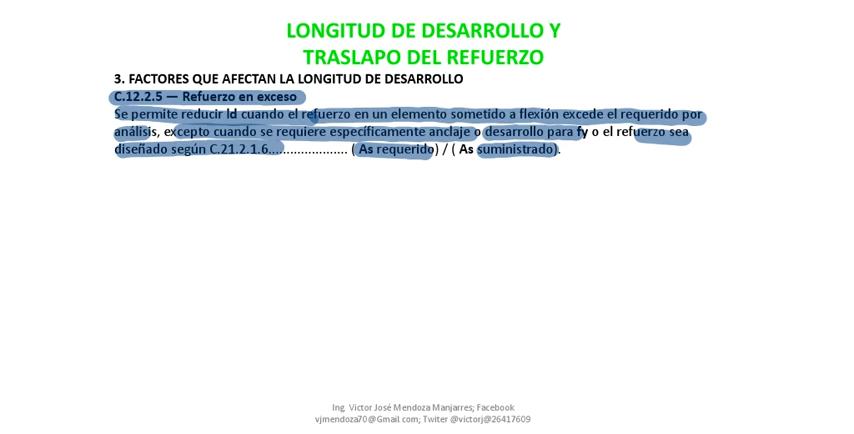 LONGITUD DE DESARROLLO Y
TRASLAPO DEL REFUERZO
3. FACTORES QUE AFECTAN LA LONGITUD DE DESARROLLO
C.12.2.5 — Refuerzo en exceso
Se permite reducir ld cuando el refuerzo en un elemento sometido a flexión excede el requerido por
análisis, excepto cuando se requiere específicamente anclaje o desarrollo para fy o el refuerzo sea
diseñado según C.21.2.1.6...................... ( As requerido) / ( As suministrado).
Ing. Victor José Mendoza Manjarres; Facebook
vjmendoza70@Gmail com; Twiter @victorj@26417609